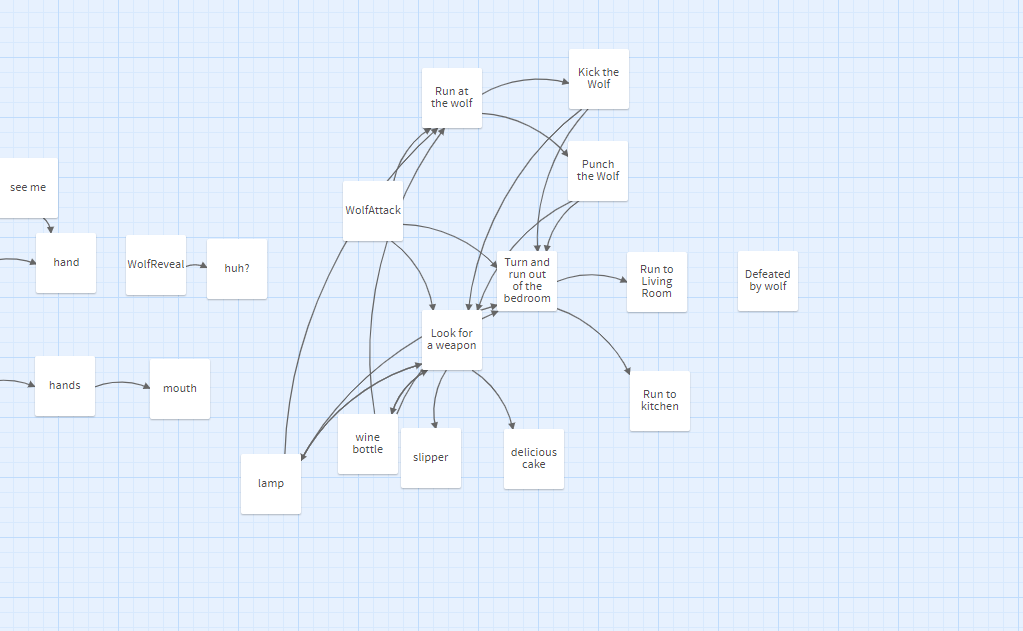 Kick the
Wolf
Run at
the wolf
Punch
the Wolf
see me
WolfAttack
hand
WolfReveal
huh?
Turn and
run out
of the
bedroom
Run to
Living
Room
Defeated
by wolf
Look for
a weapon
hands
mouth
Run to
kitchen
wine
bottle
slipper
delicious
cake
lamp